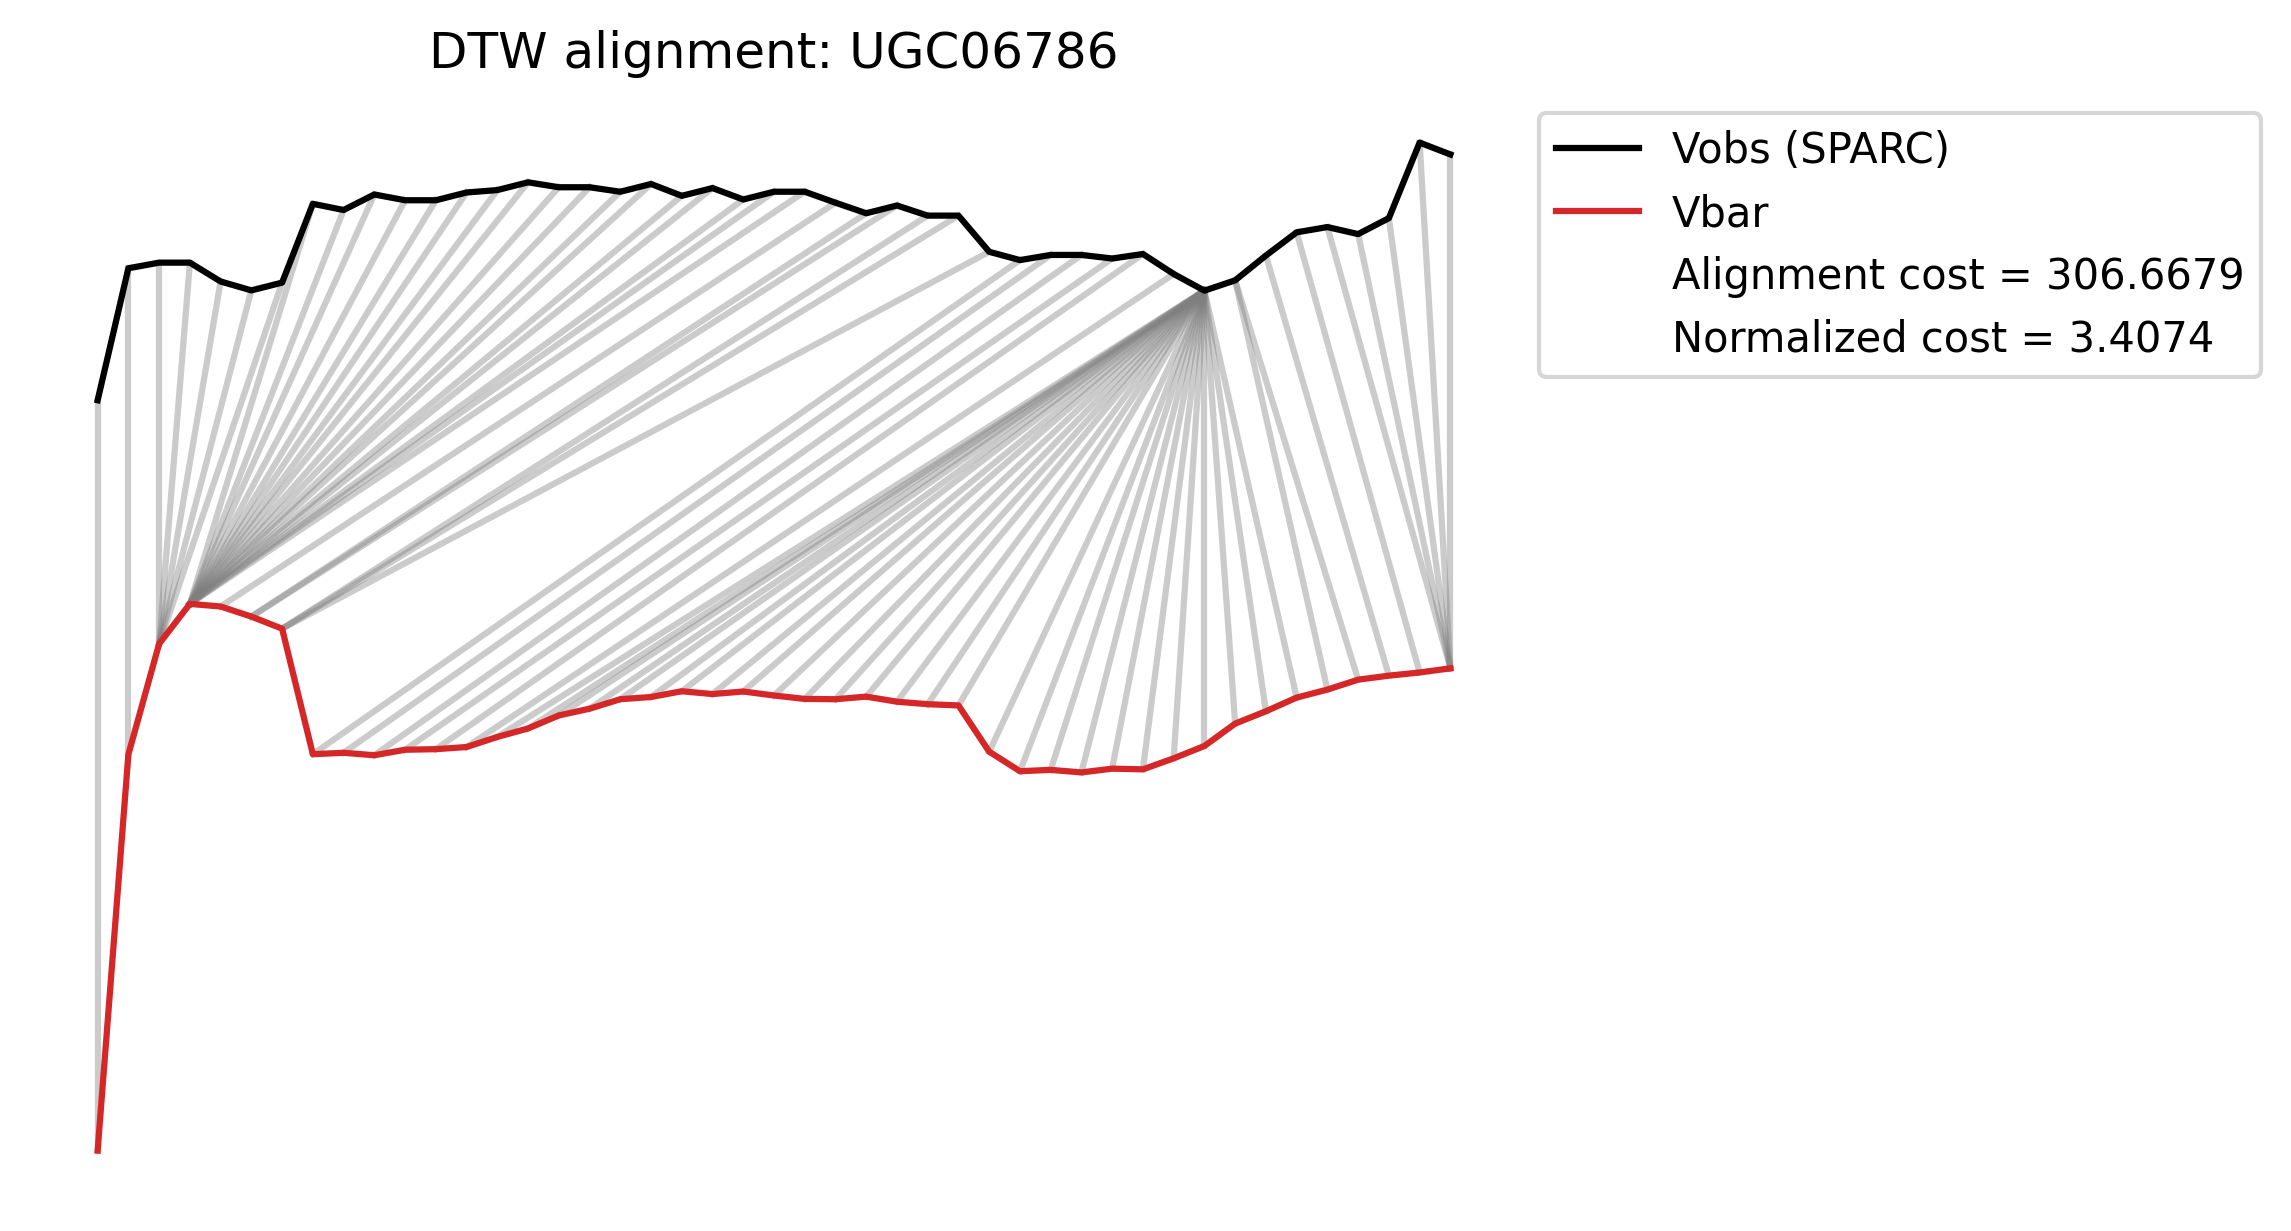 DTW alignment: UGC06786
Vobs (SPARC)
Vbar
Alignment cost = 306.6679
Normalized cost = 3.4074